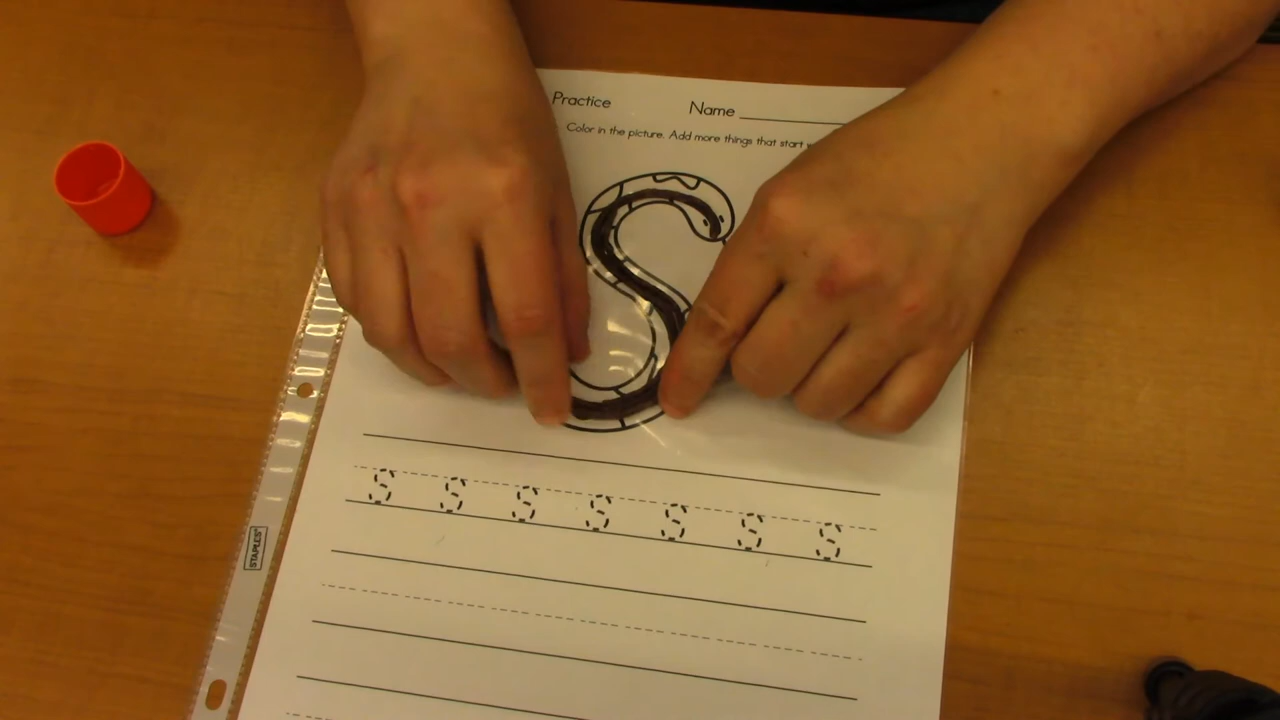 Practice Name
Color in the picture. Add more things that start
S S S S S S S
STAPLES